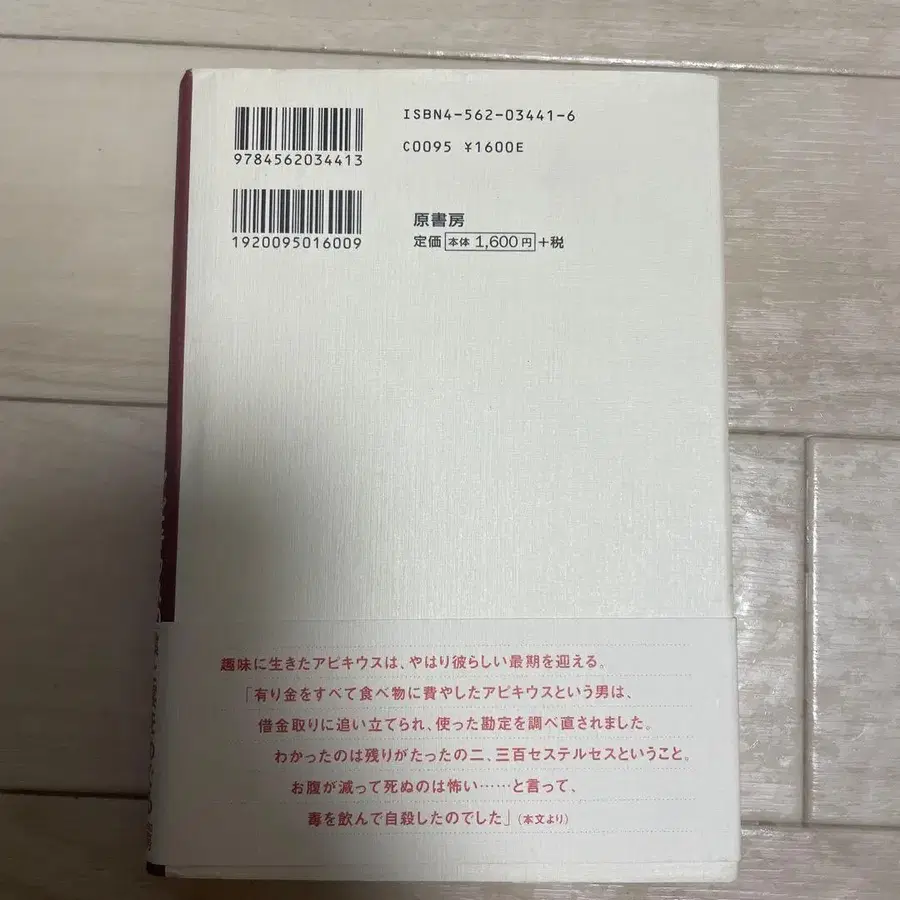 ISBN4-562-03441-6
9784562034413
C0095 ¥1600E
原書房
1920095016009
定価 本体 1,600円 +税
趣味に生きたアピキウスは、やはり彼らしい最期を迎える。
「有り金をすべて食べ物に費やしたアピキウスという男は、
借金取りに追い立てられ、使った勘定を調べ直されました。
わかったのは残りがたったの二、三百セステルセスということ。
お腹が減って死ぬのは怖い……と言って、
毒を飲んで自殺したのでした」(本文より)